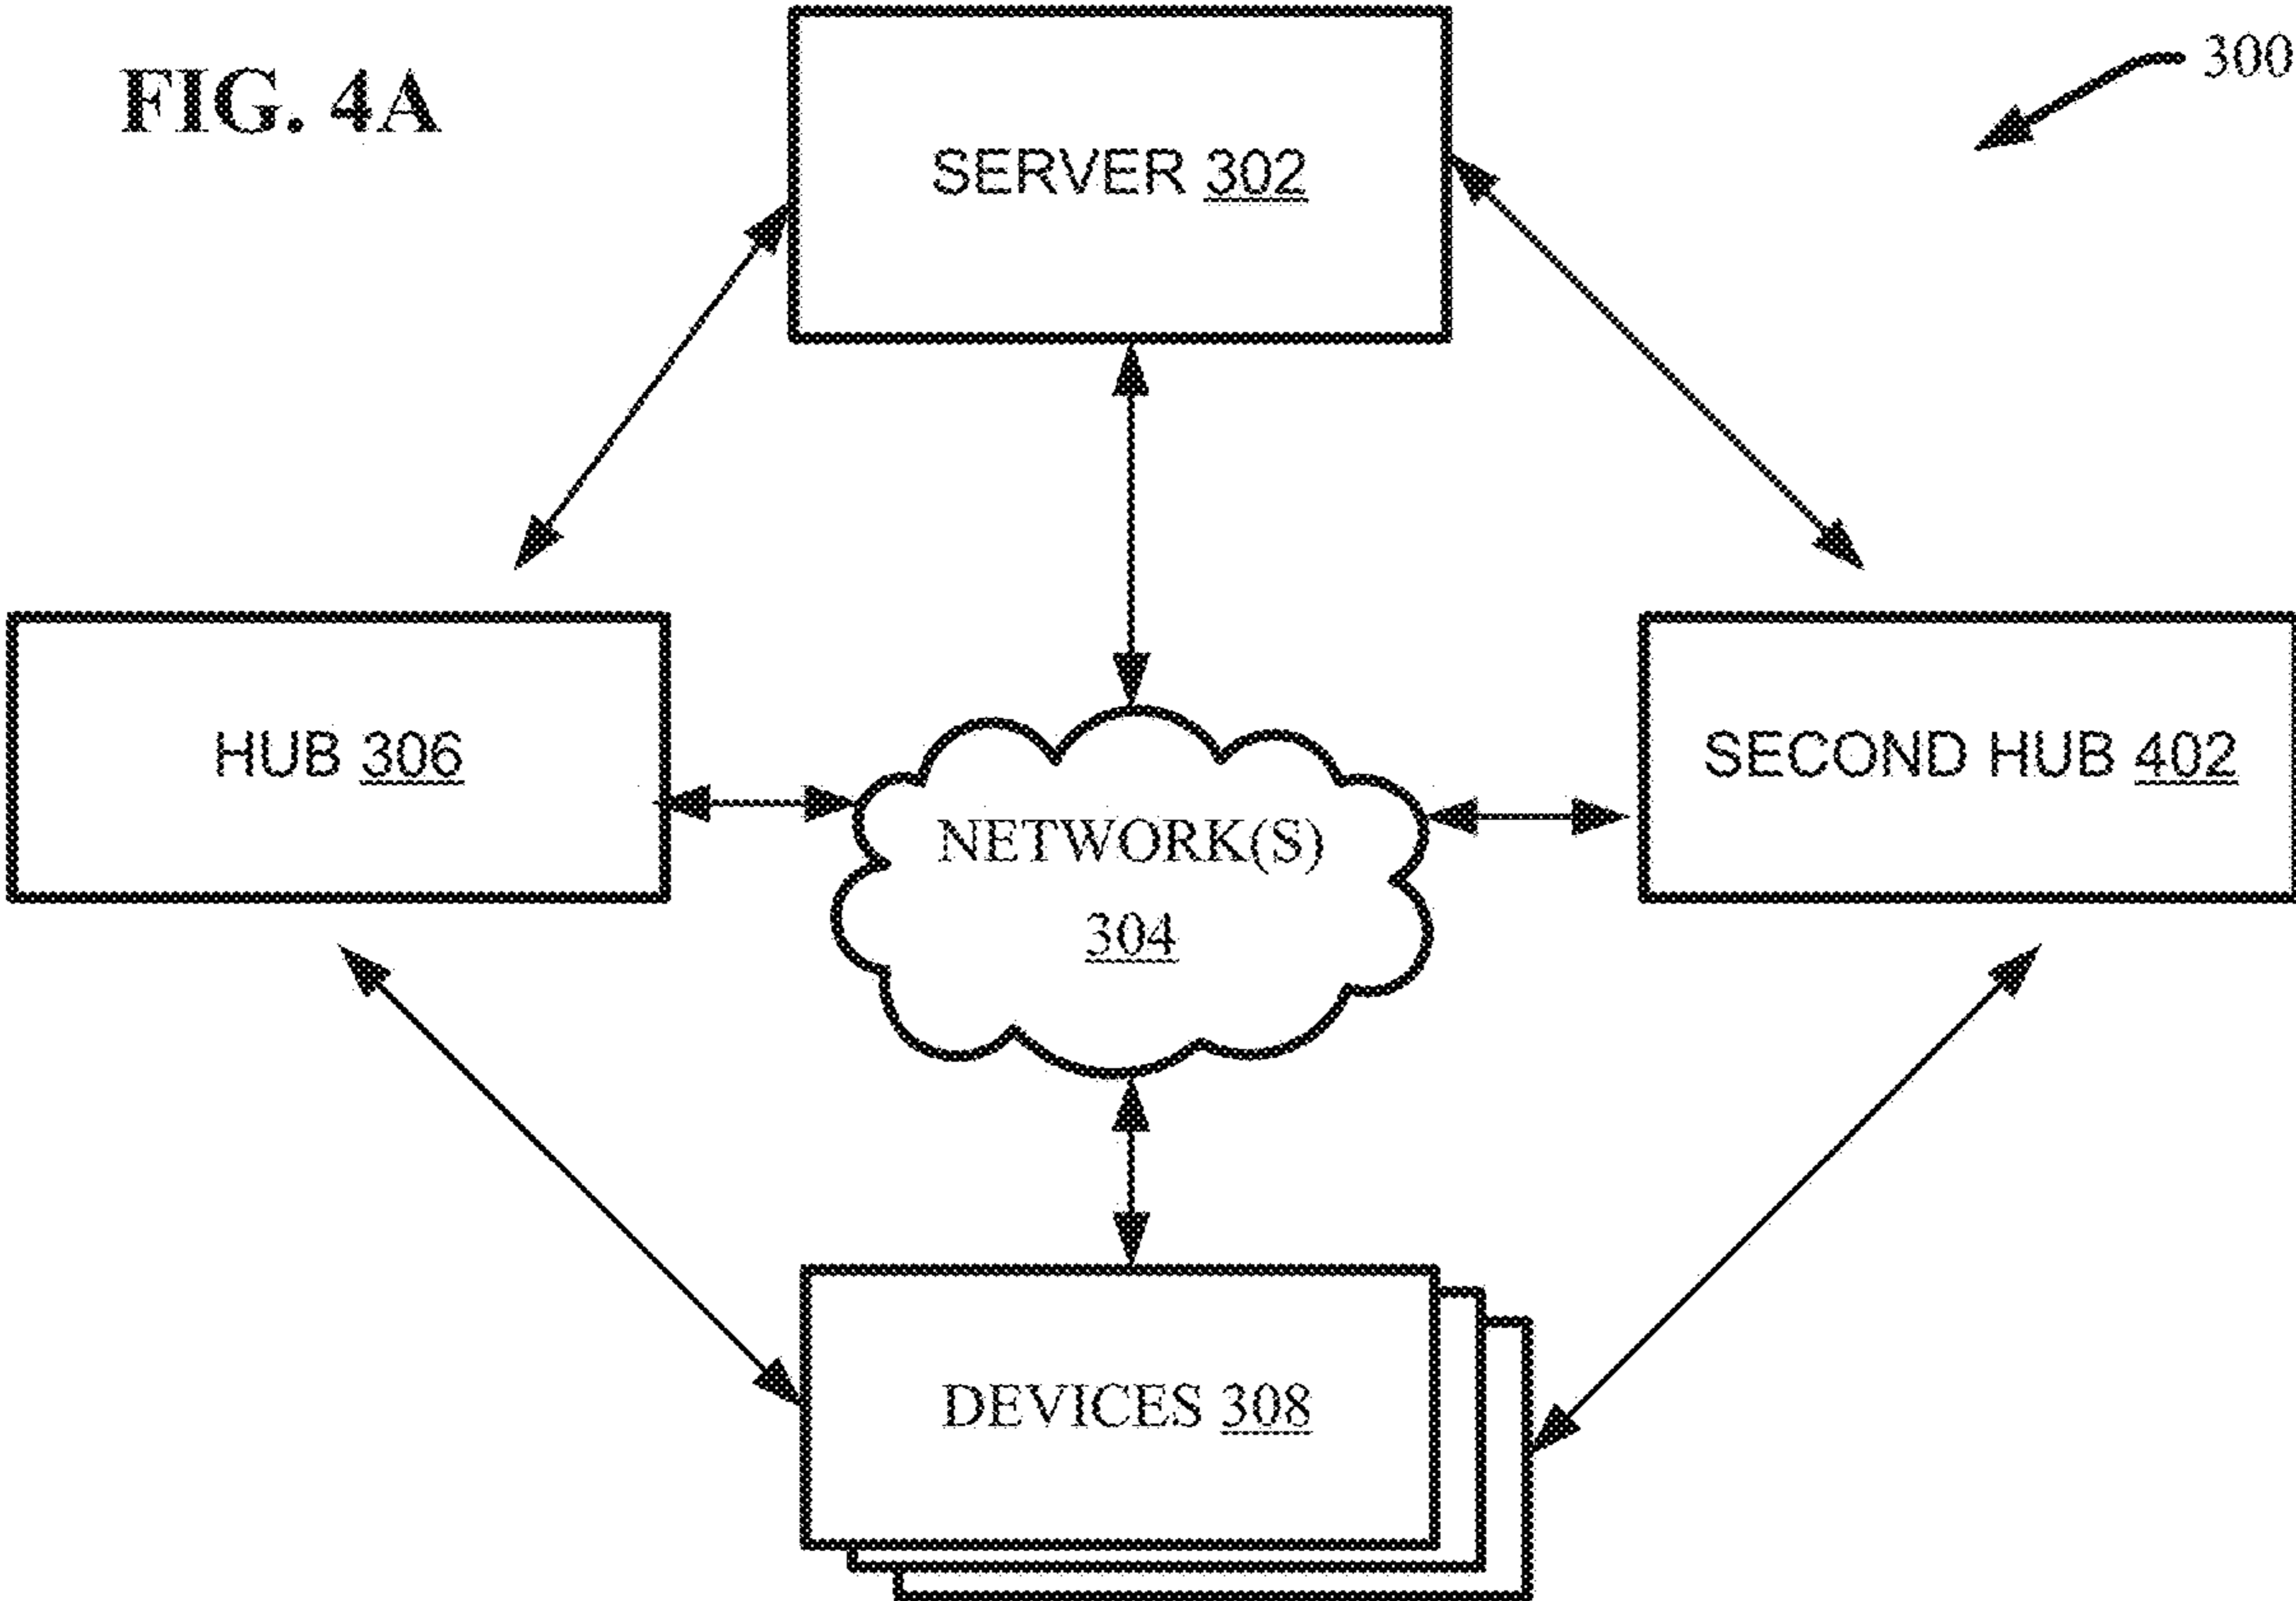 FIG. 4A
300
SERVER 302
HUB 306
SECOND HUB 402
NETWORK(S)
304
DEVICES 308